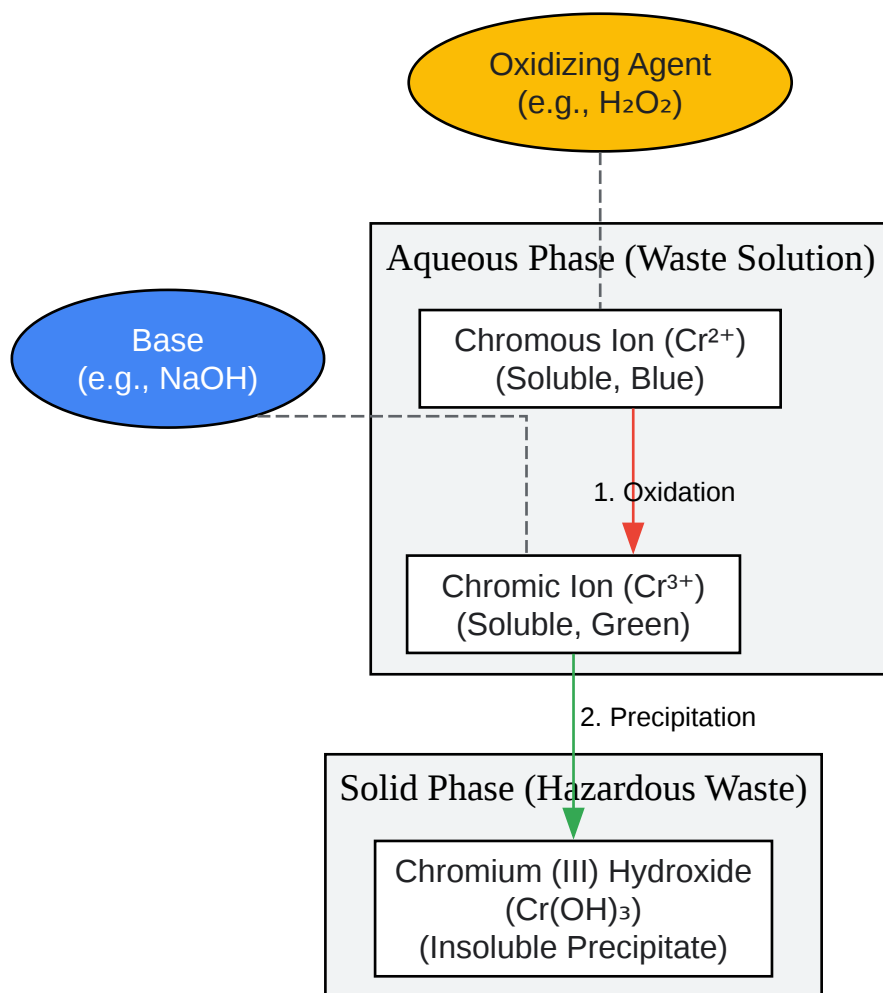 Oxidizing Agent
(e.g., H₂O₂)
Aqueous Phase (Waste Solution)
Base
(e.g., NaOH)
Chromous Ion (Cr²⁺)
(Soluble, Blue)
1. Oxidation
Chromic Ion (Cr³⁺)
(Soluble, Green)
2. Precipitation
Solid Phase (Hazardous Waste)
Chromium (III) Hydroxide
(Cr(OH)₃)
(Insoluble Precipitate)